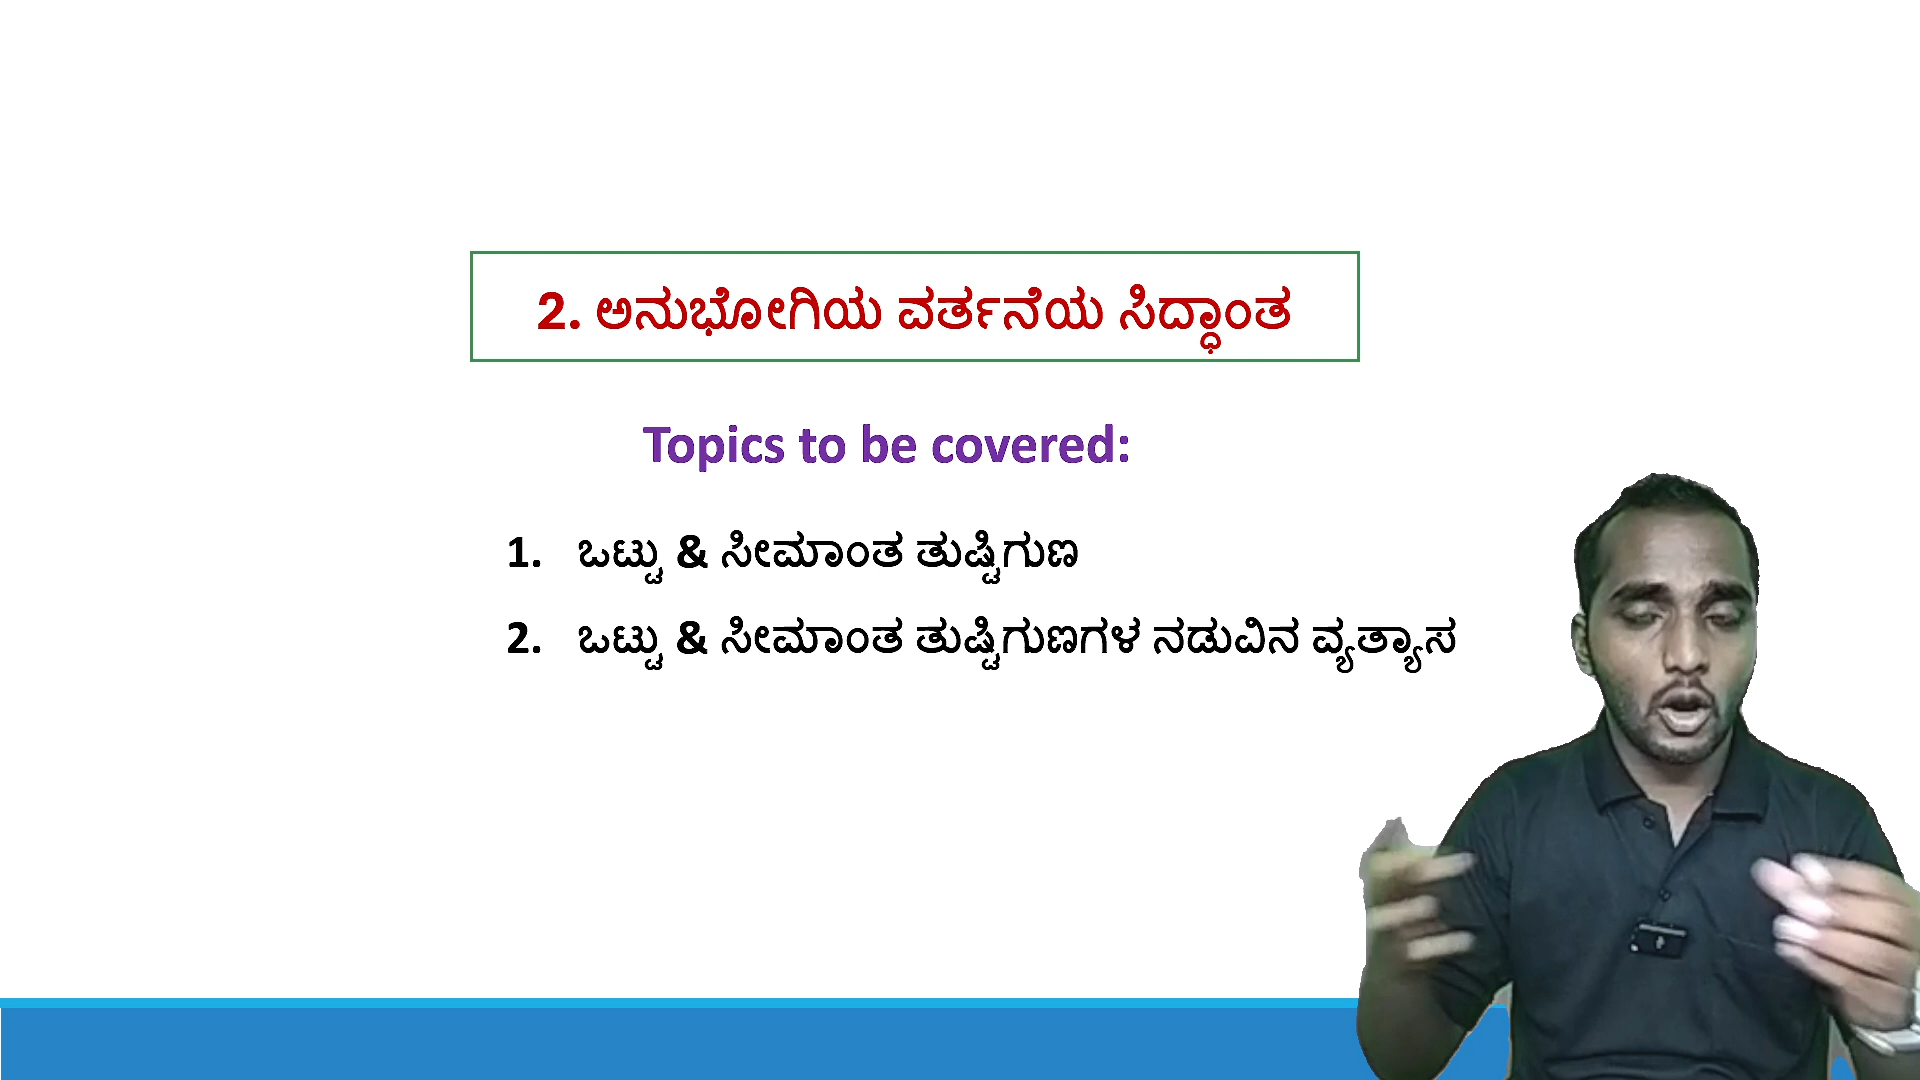 2. ಅನುಭೋಗಿಯ ವರ್ತನೆಯ ಸಿದ್ಧಾಂತ
Topics to be covered:
1. ಒಟ್ಟು & ಸೀಮಾಂತ ತುಷ್ಟಿಗುಣ
2. ಒಟ್ಟು & ಸೀಮಾಂತ ತುಷ್ಟಿಗುಣಗಳ ನಡುವಿನ ವ್ಯತ್ಯಾಸ